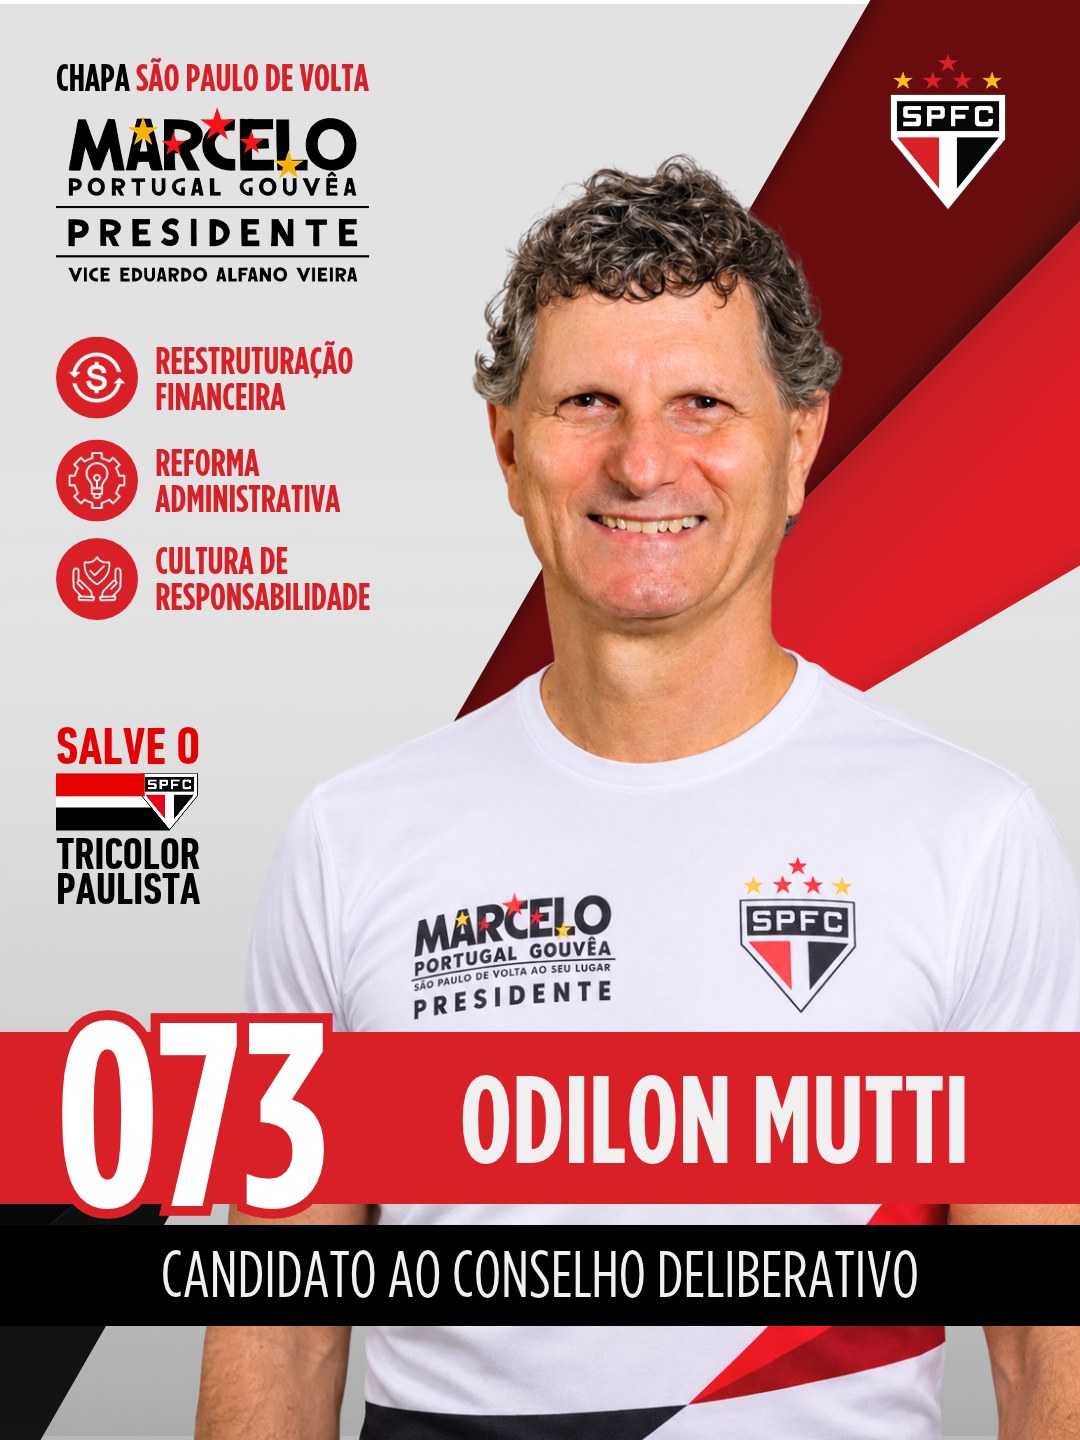 CHAPA SÃO PAULO DE VOLTA
MARCELO
PORTUGAL GOUVÊA
PRESIDENTE
VICE EDUARDO ALFANO VIEIRA
SPFC
REESTRUTURAÇÃO
FINANCEIRA
REFORMA
ADMINISTRATIVA
CULTURA DE
RESPONSABILIDADE
SALVE O
SPFC
TRICOLOR
PAULISTA
MARCELO
PORTUGAL GOUVÊA
SÃO PAULO DE VOLTA AO SEU LUGAR
PRESIDENTE
SPFC
073
ODILON MUTTI
CANDIDATO AO CONSELHO DELIBERATIVO